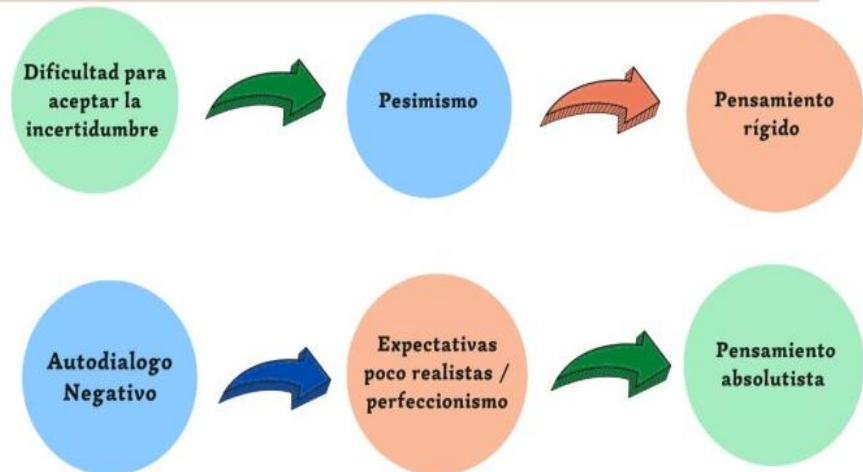 Dificultad para
aceptar la
incertidumbre
Pesimismo
Pensamiento
rígido
Autodialogo
Negativo
Expectativas
poco realistas /
perfeccionismo
Pensamiento
absolutista